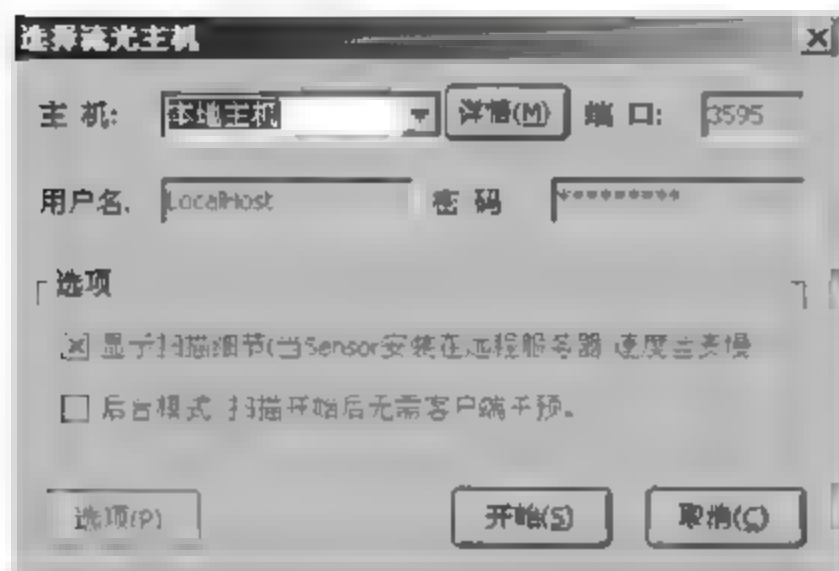 选择流光主机
主 机: 本地主机 详情(M) 端 口: 3595
用户名. LocalHost 密 码 *********
选项
显示扫描细节(当Sensor安装在远程服务器 速度会变慢
后台模式 扫描开始后无需客户端干预。
选项(P) 开始(S) 取消(C)